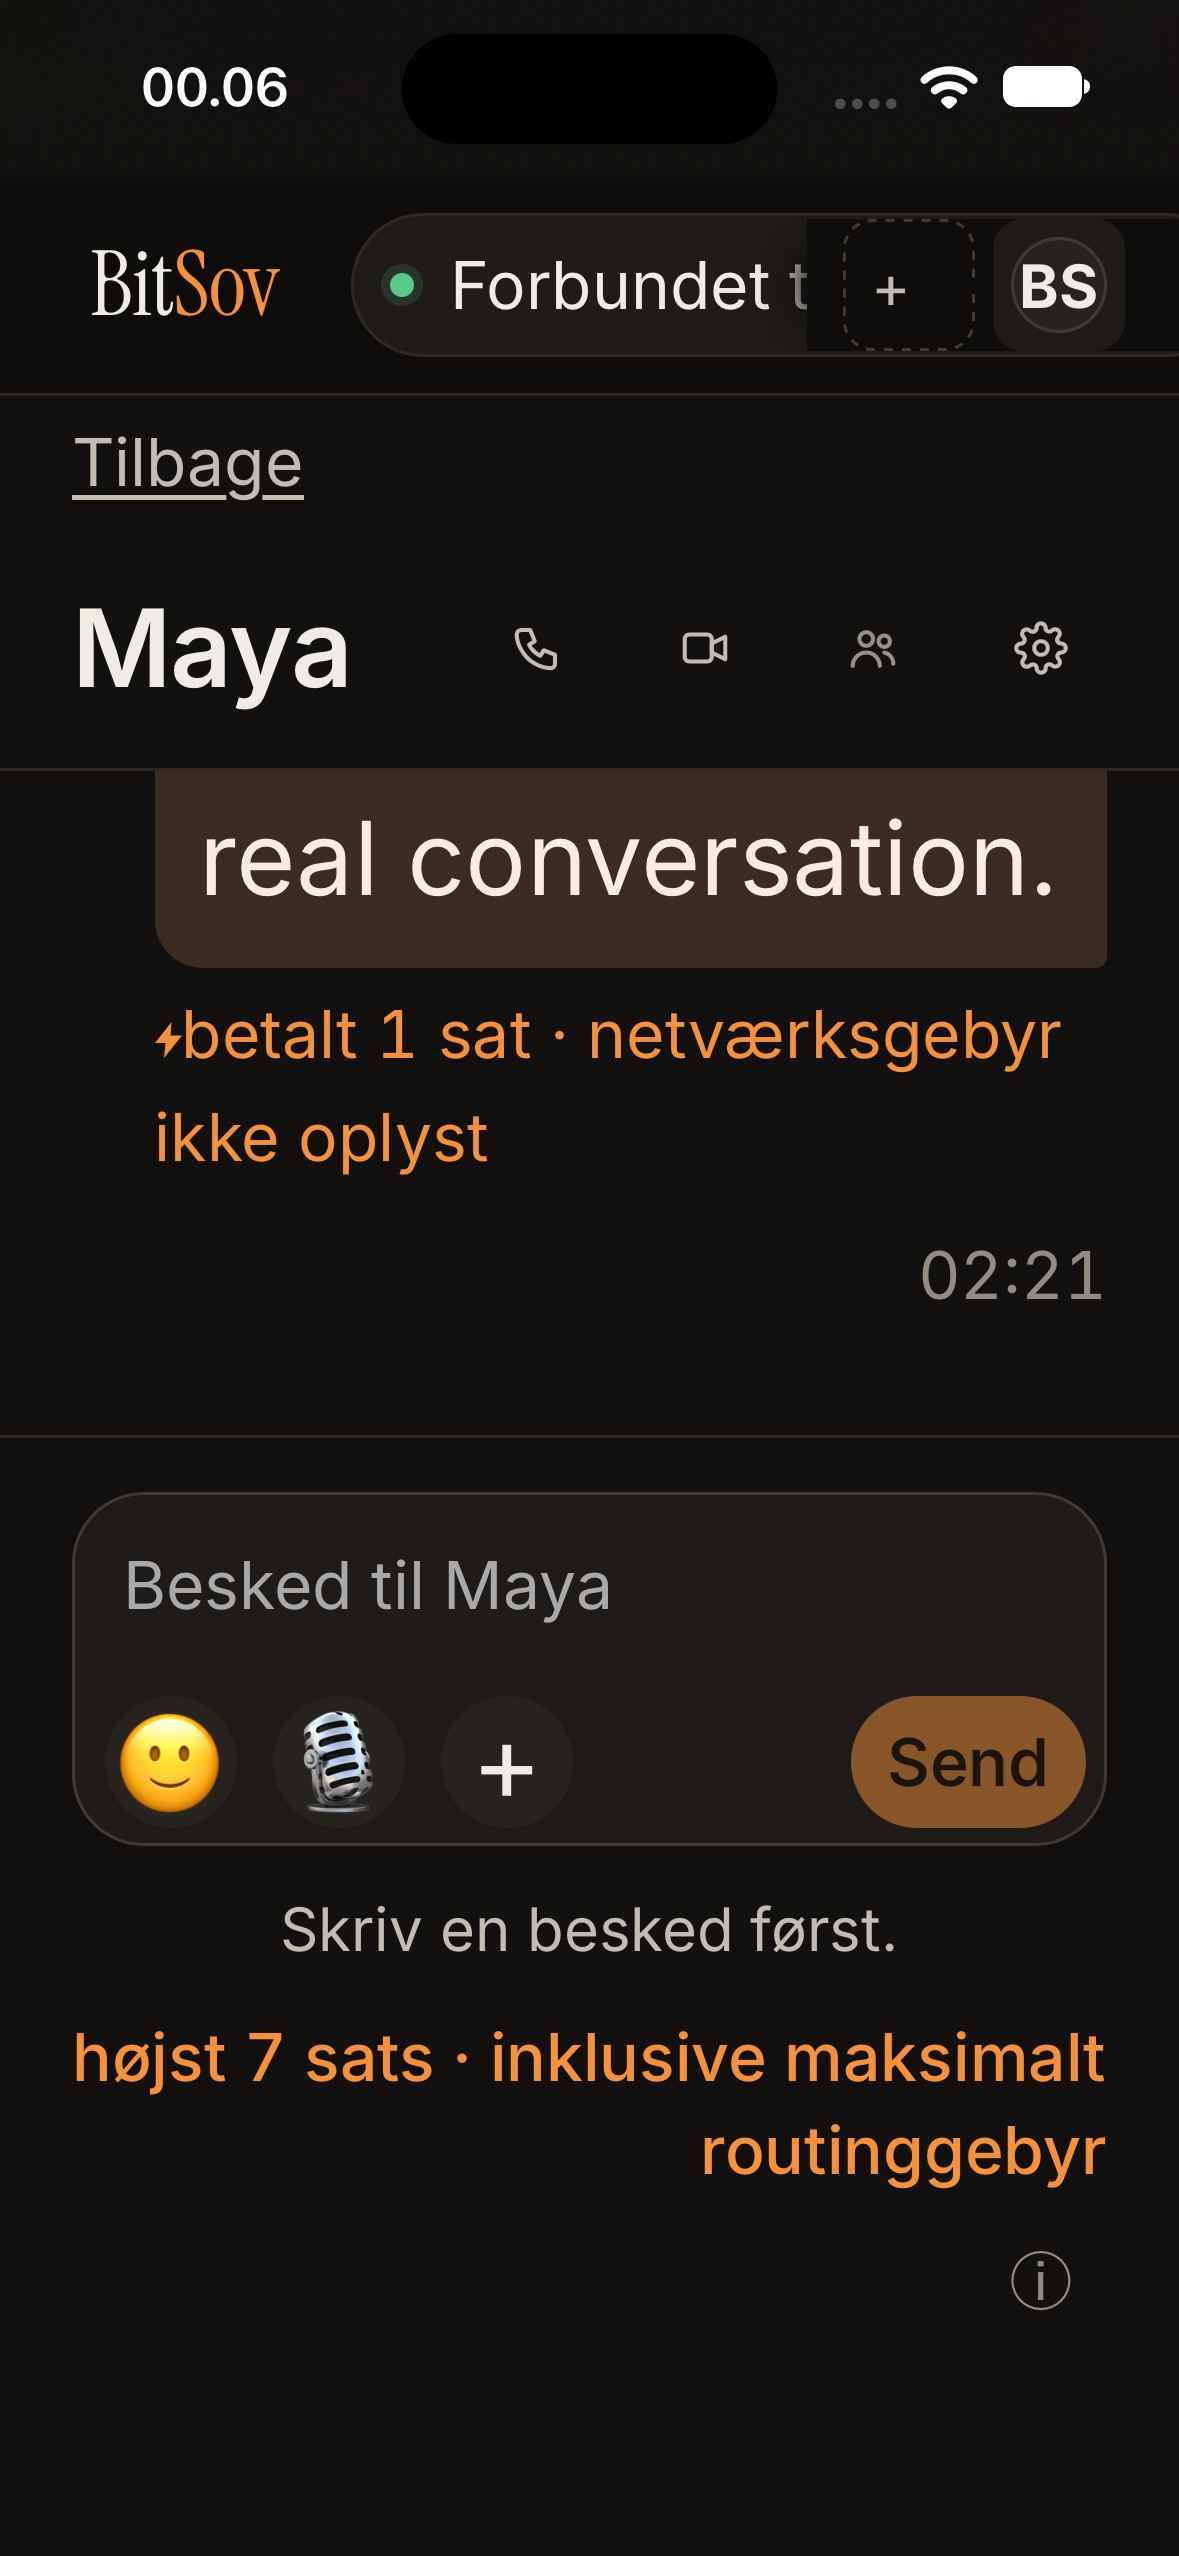 00.06
BitSov
Forbundet t
+
BS
Tilbage
Maya
real conversation.
betalt 1 sat · netværksgebyr
ikke oplyst
02:21
Besked til Maya
+
Send
Skriv en besked først.
højst 7 sats · inklusive maksimalt
routinggebyr
i